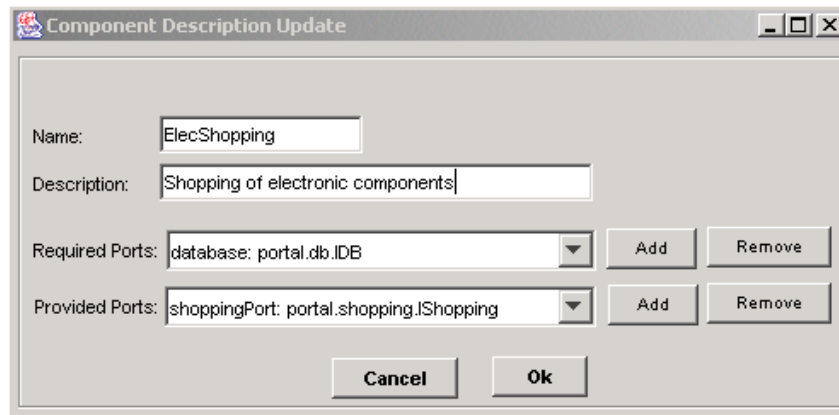 Component Description Update
Name: ElecShopping
Description: Shopping of electronic components
Required Ports: database: portal.db.IDB Add Remove
Provided Ports: shoppingPort: portal.shopping.IShopping Add Remove
Cancel Ok